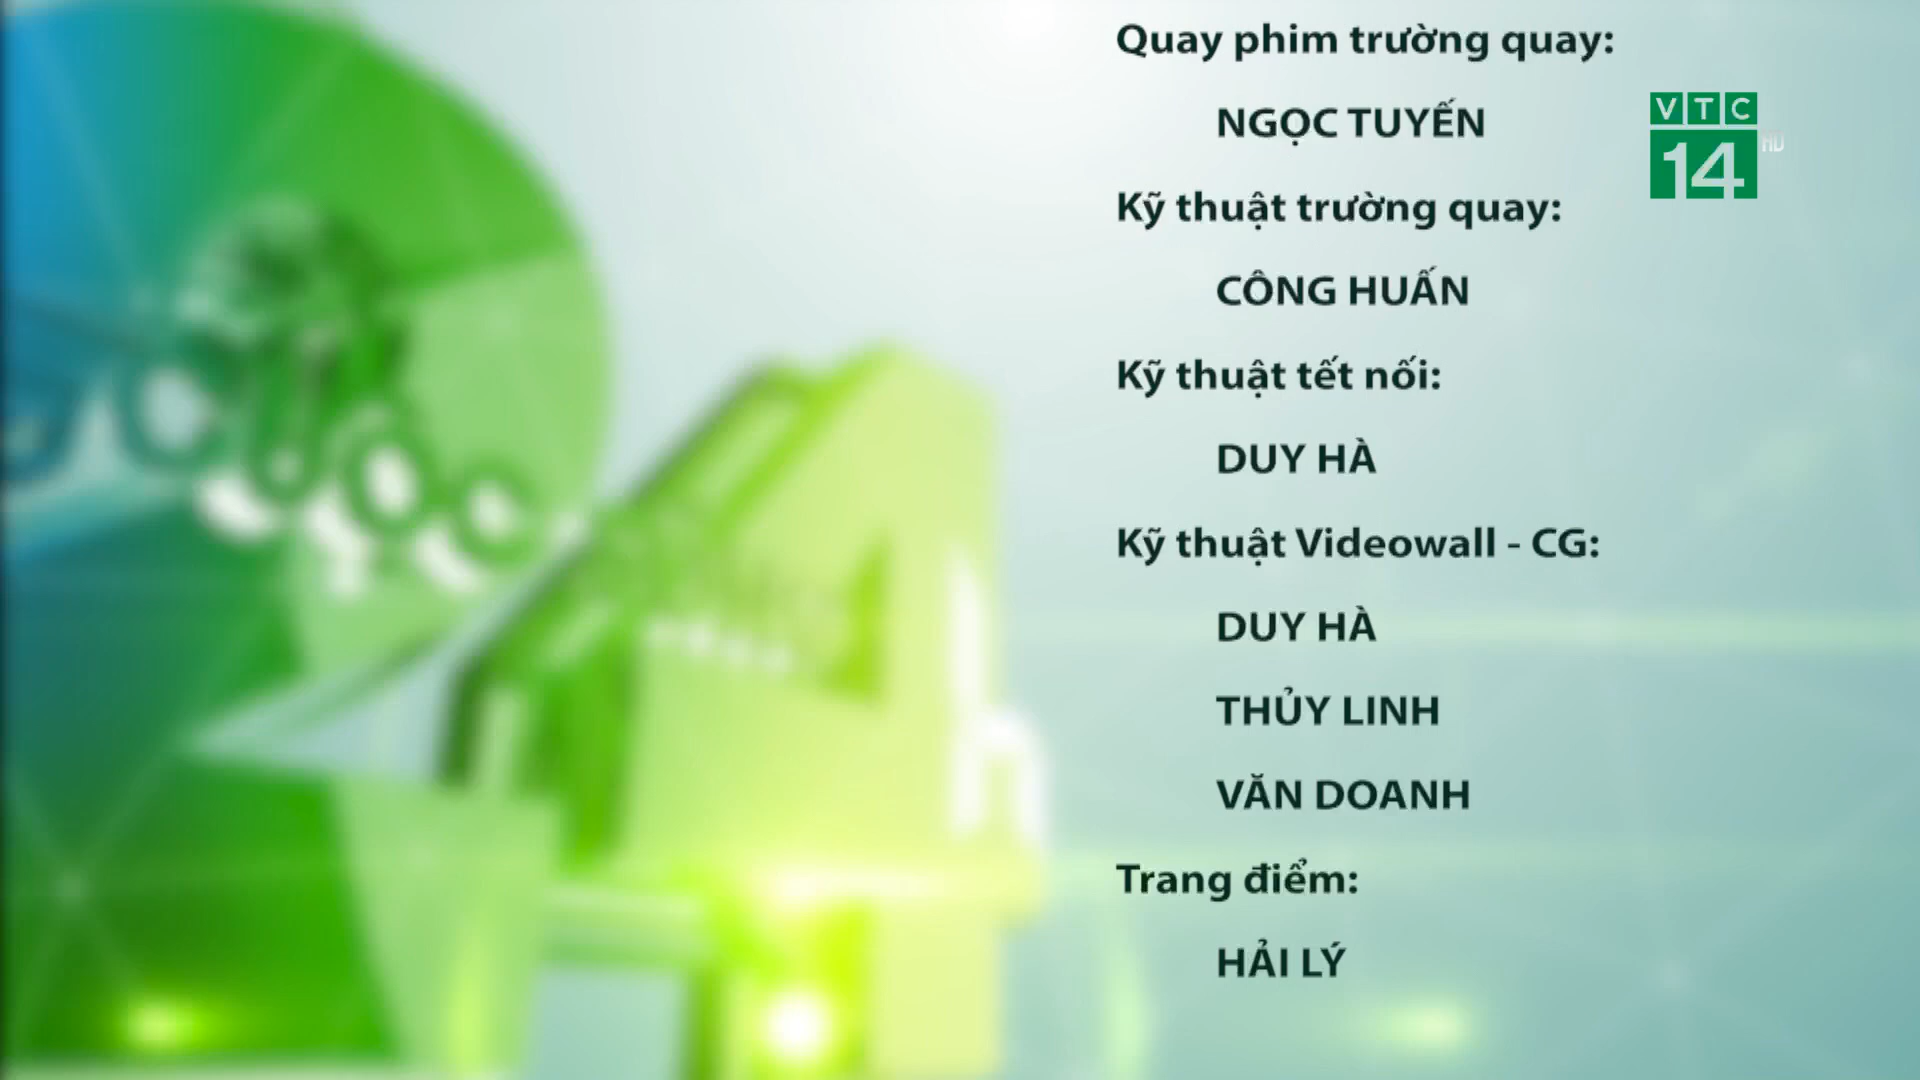 Quay phim trường quay:
NGỌC TUYẾN
VTC
14
HD
Kỹ thuật trường quay:
CÔNG HUẤN
Kỹ thuật tết nối:
DUY HÀ
Kỹ thuật Videowall - CG:
DUY HÀ
THỦY LINH
VĂN DOANH
Trang điểm:
HẢI LÝ